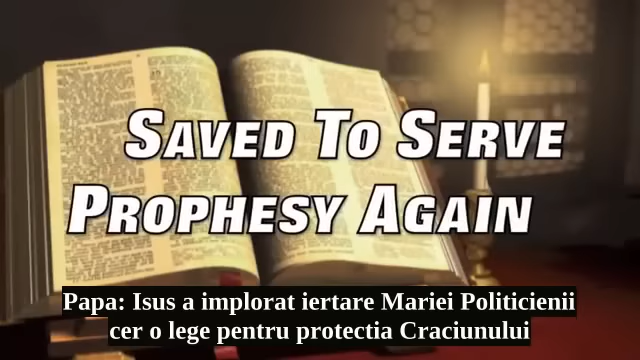 SAVED TO SERVE
PROPHESY AGAIN
Papa: Isus a implorat iertare Mariei Politicienii
cer o lege pentru protectia Craciunului